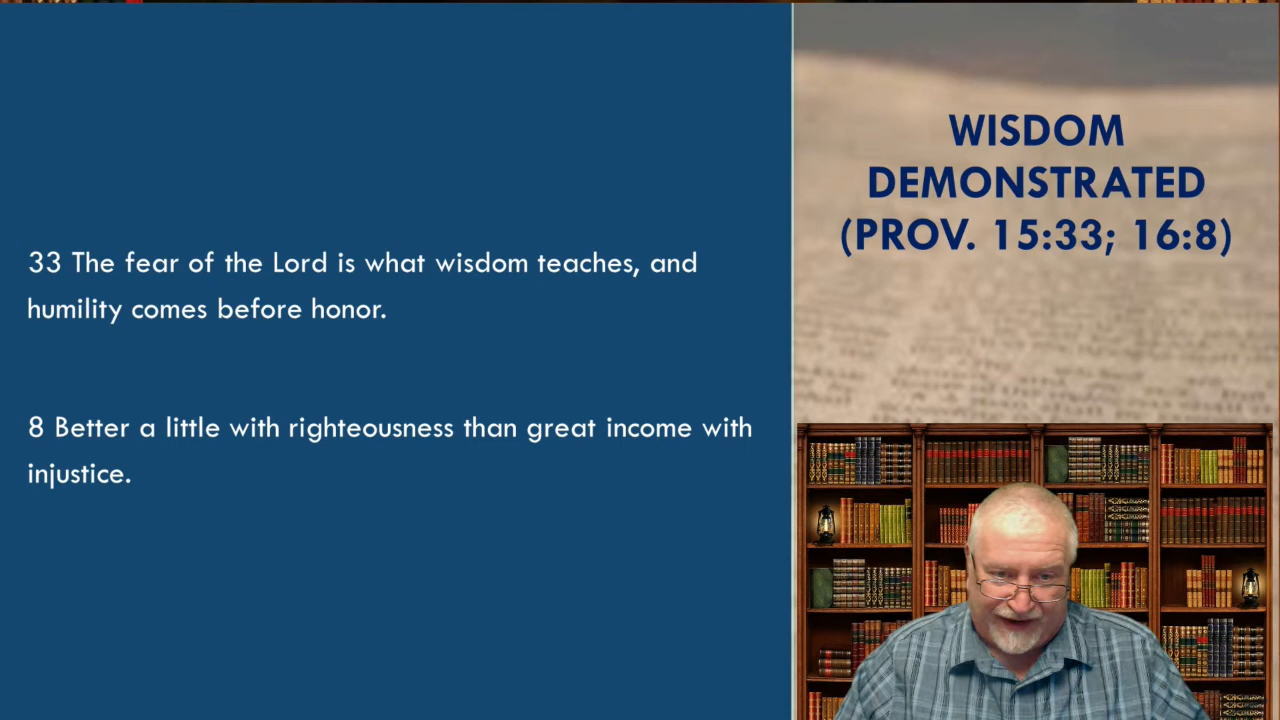 33 The fear of the Lord is what wisdom teaches, and
humility comes before honor.
8 Better a little with righteousness than great income with
injustice.
WISDOM
DEMONSTRATED
(PROV. 15:33; 16:8)